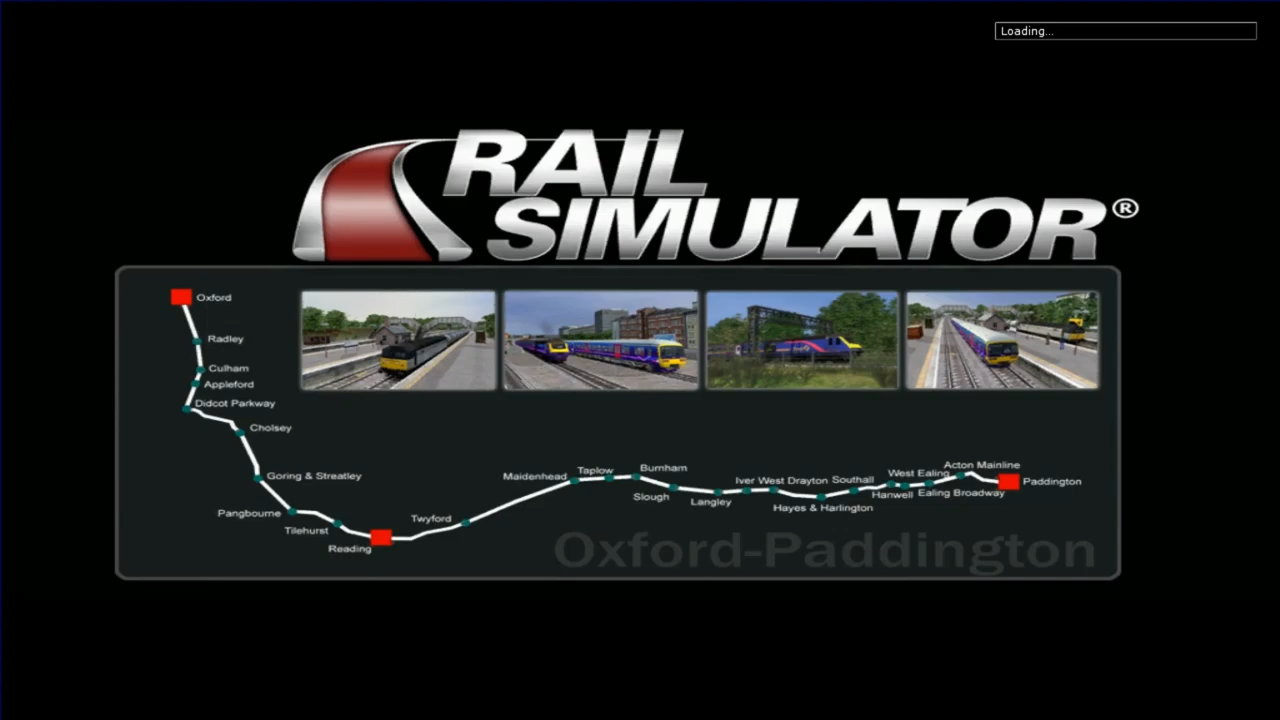 Loading...
RAIL
SIMULATOR®
Oxford
Radley
Culham
Appleford
Didcot Parkway
Cholsey
Goring & Streatley
Pangbourne
Tilehurst
Reading
Twyford
Maidenhead
Taplow
Burnham
Slough
Langley
Iver West Drayton Southall
Hayes & Harlington
West Ealing
Hanwell Ealing Broadway
Acton Mainline
Paddington
Oxford-Paddington